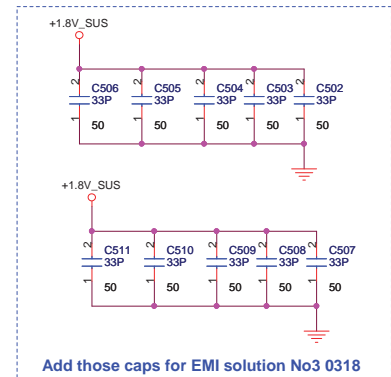 +1.8V_SUS
2 2 2 2 2
C506 C505 C504 C503 C502
33P 33P 33P 33P 33P
1 1 1 1 1
50 50 50 50 50
+1.8V_SUS
2 2 2 2 2
C511 C510 C509 C508 C507
33P 33P 33P 33P 33P
1 1 1 1 1
50 50 50 50 50
Add those caps for EMI solution No3 0318